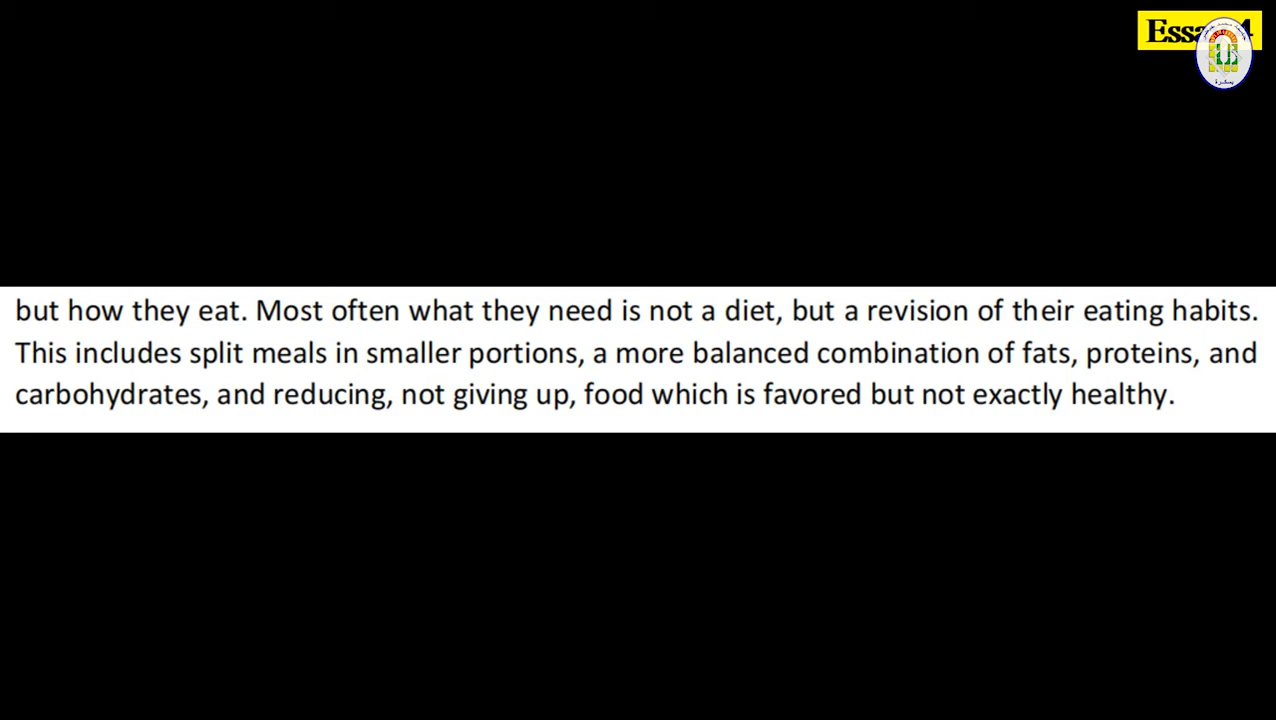 Essay 4
but how they eat. Most often what they need is not a diet, but a revision of their eating habits.
This includes split meals in smaller portions, a more balanced combination of fats, proteins, and
carbohydrates, and reducing, not giving up, food which is favored but not exactly healthy.